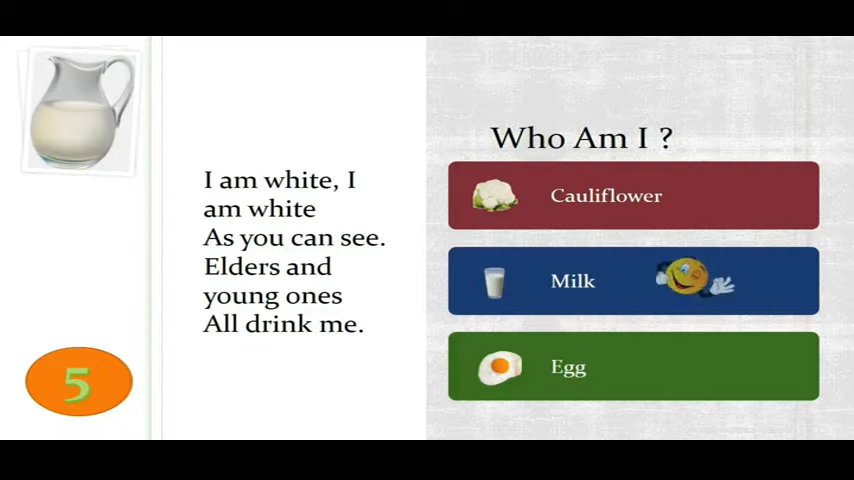 I am white, I
am white
As you can see.
Elders and
young ones
All drink me.
5
Who Am I ?
Cauliflower
Milk
Egg